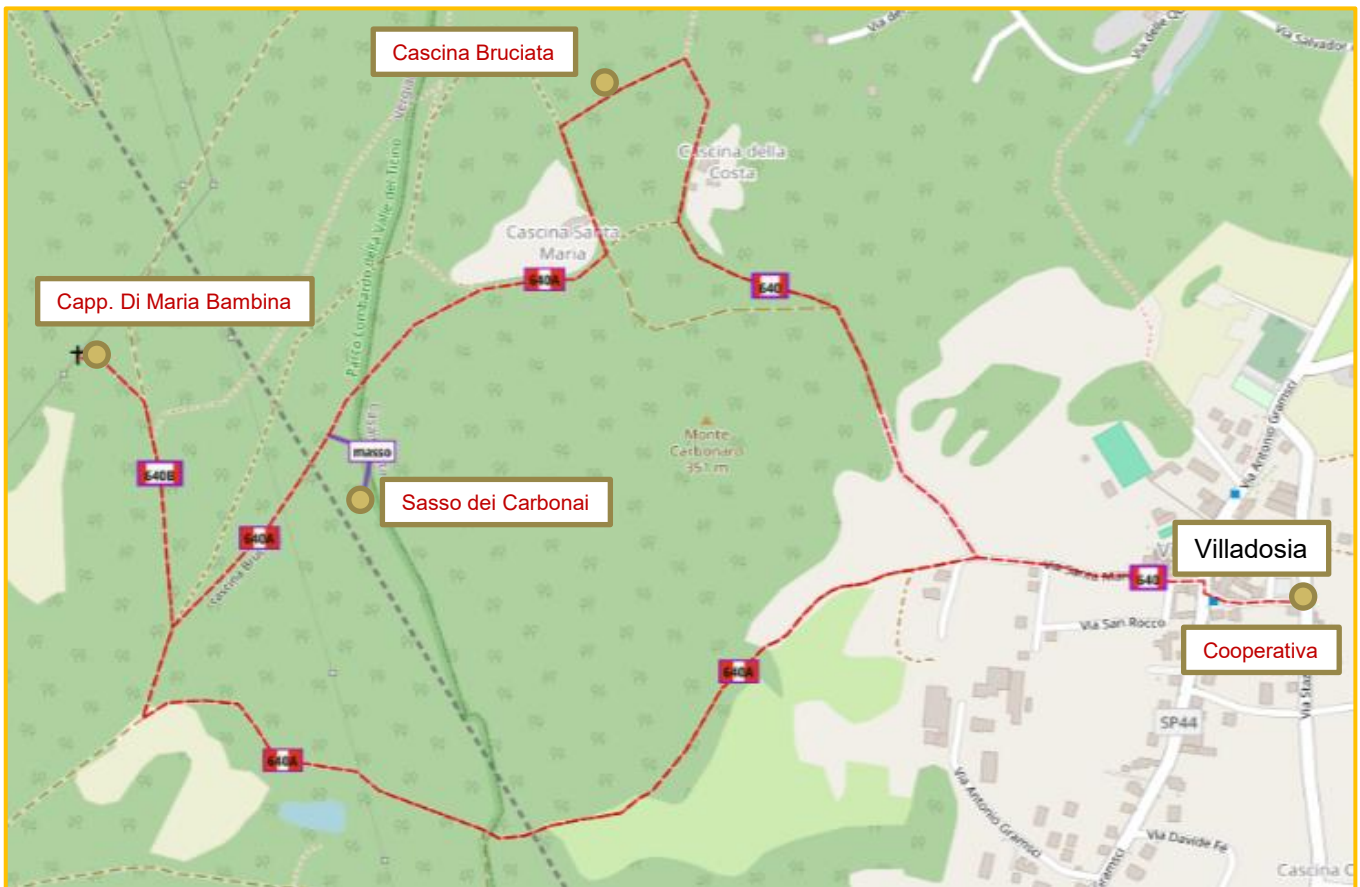 Via Salvador
Cascina Bruciata
Cascina della
Costa
Parco Lombardo della Valle del Ticino
Cascina Santa
Maria
640A
640
Capp. Di Maria Bambina
Via Antonio Gramsci
Monte
Carbonaro
351 m
masso
640B
Sasso dei Carbonai
640A
Villadosia
640
Via San Rocco
Cooperativa
640A
SP44
640A
Via Antonio Gramsci
Via Davide Fè
Cascina C